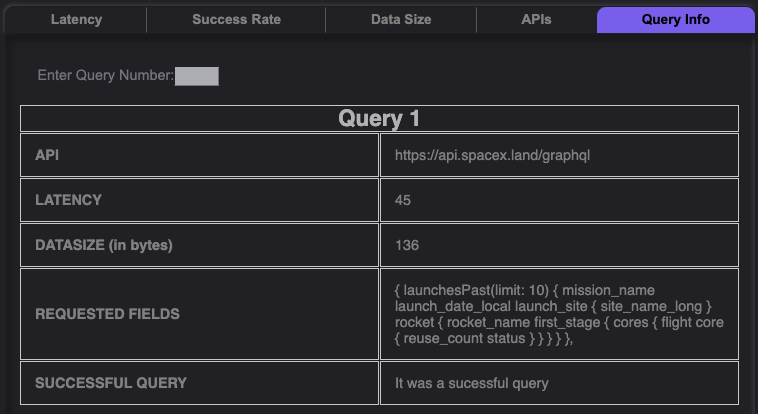 Latency Success Rate Data Size APIs Query Info
Enter Query Number:
Query 1
API https://api.spacex.land/graphql
LATENCY 45
DATASIZE (in bytes) 136
REQUESTED FIELDS
{ launchesPast(limit: 10) { mission_name
launch_date_local launch_site { site_name_long }
rocket { rocket_name first_stage { cores { flight core
{ reuse_count status } } } } },
SUCCESSFUL QUERY It was a sucessful query